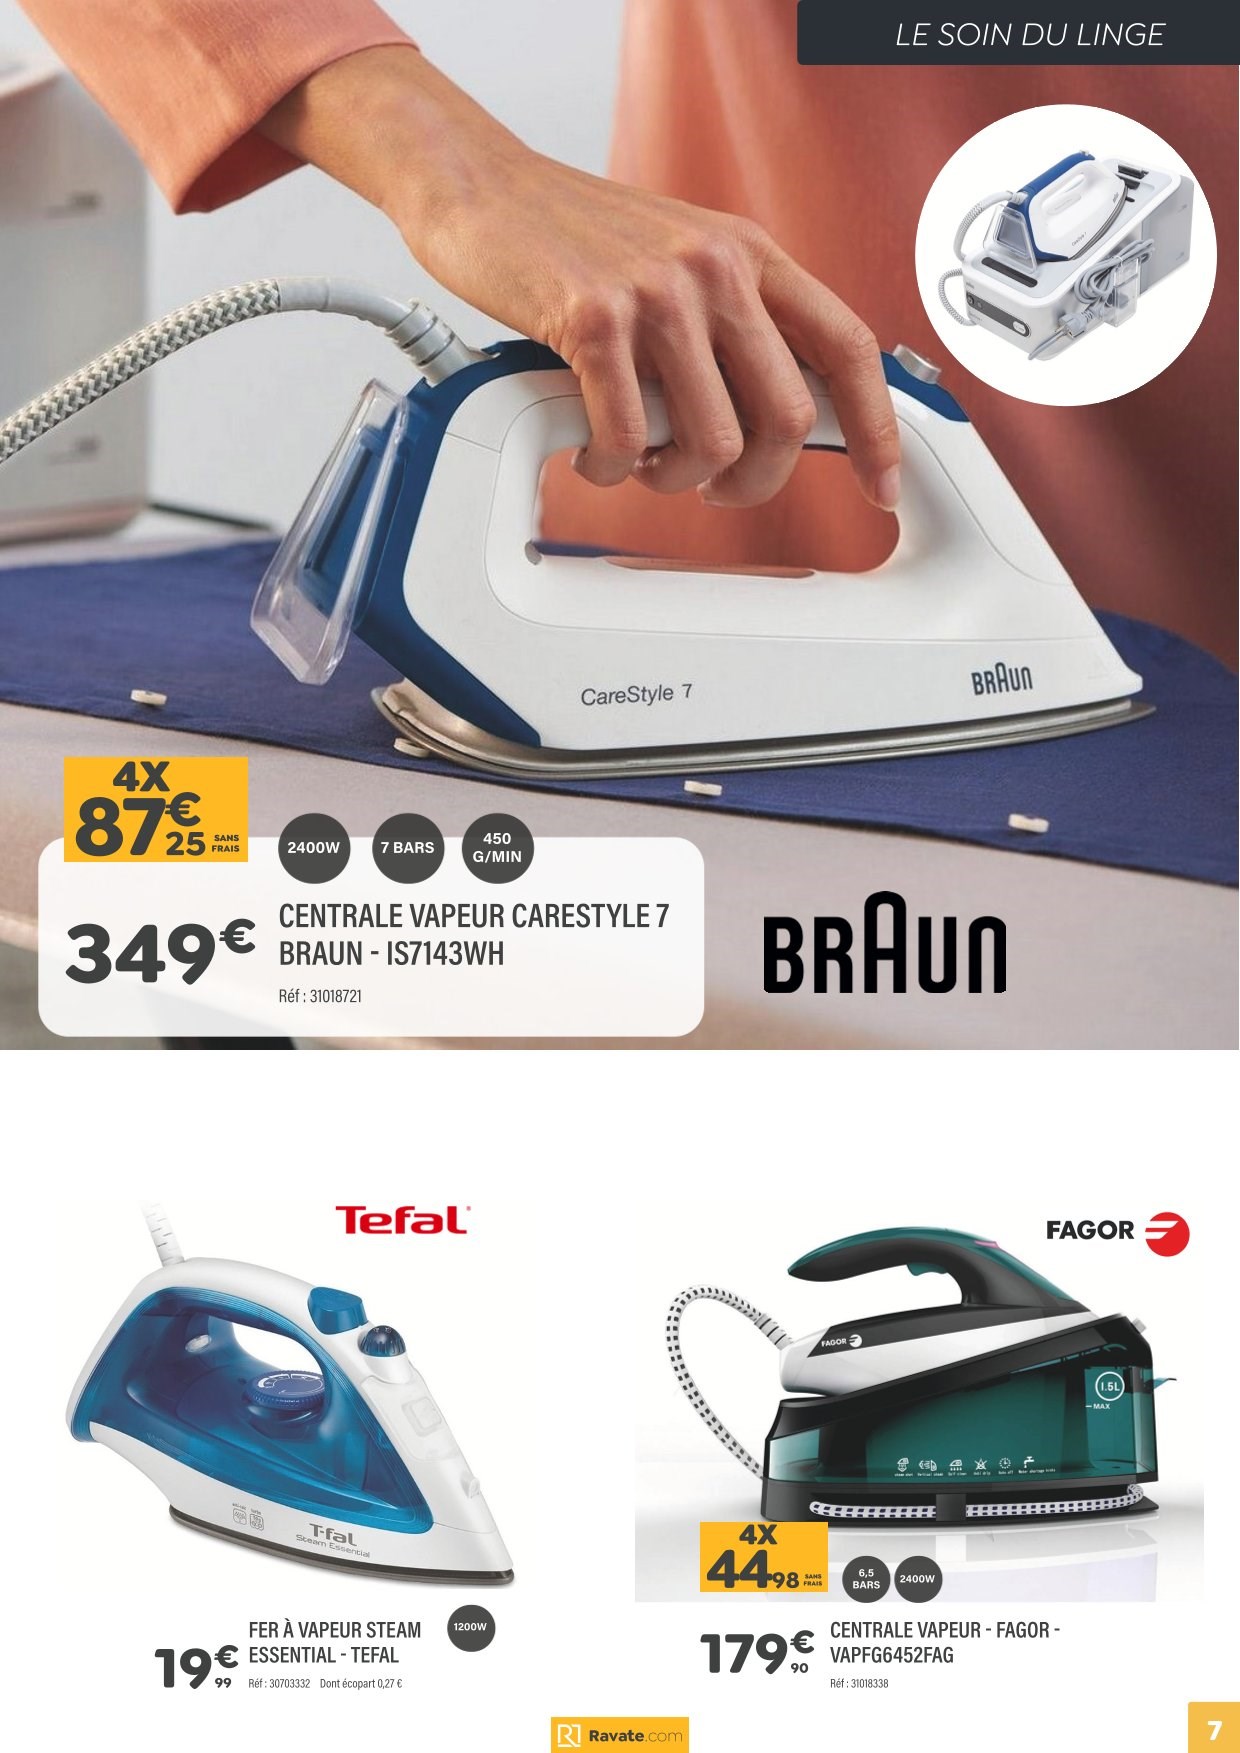 LE SOIN DU LINGE
CareStyle 7
BRAUN
4X
87€25 SANS FRAIS
2400W
7 BARS
450 G/MIN
349€
CENTRALE VAPEUR CARESTYLE 7
BRAUN - IS7143WH
Réf : 31018721
BRAUN
Tefal
T-fal
Steam Essential
1200W
FER À VAPEUR STEAM
ESSENTIAL - TEFAL
19€99
Réf : 30703332 Dont écopart 0,27 €
FAGOR
FAGOR
1.5L
MAX
4X
44,98 SANS FRAIS
6,5 BARS
2400W
179€90
CENTRALE VAPEUR - FAGOR -
VAPFG6452FAG
Réf : 31018338
Ravate.com
7